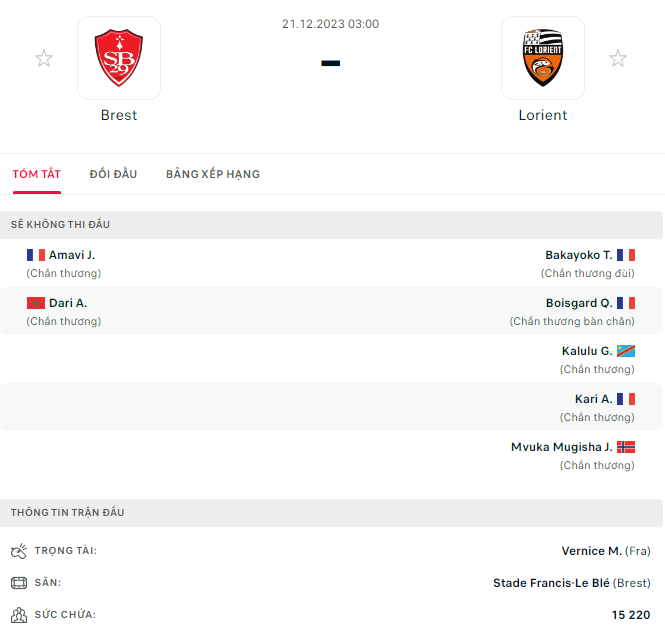 21.12.2023 03:00
SB
29
FC LORIENT
-
Brest
Lorient
TÓM TẮT
ĐỐI ĐẦU
BẢNG XẾP HẠNG
SẼ KHÔNG THI ĐẤU
Amavi J.
(Chấn thương)
Bakayoko T.
(Chấn thương đùi)
Dari A.
(Chấn thương)
Boisgard Q.
(Chấn thương bàn chân)
Kalulu G.
(Chấn thương)
Kari A.
(Chấn thương)
Mvuka Mugisha J.
(Chấn thương)
THÔNG TIN TRẬN ĐẤU
TRỌNG TÀI:
Vernice M. (Fra)
SÂN:
Stade Francis-Le Blé (Brest)
SỨC CHỨA:
15 220